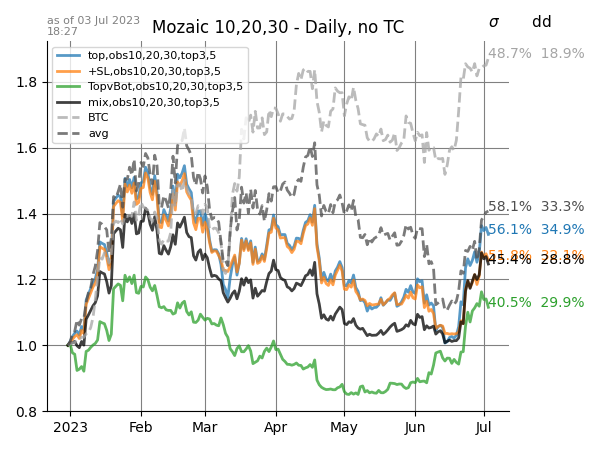 as of 03 Jul 2023
18:27
Mozaic 10,20,30 - Daily, no TC
σ dd
top,obs10,20,30,top3,5
+SL,obs10,20,30,top3,5
TopvBot,obs10,20,30,top3,5
mix,obs10,20,30,top3,5
BTC
avg
48.7% 18.9%
58.1% 33.3%
56.1% 34.9%
45.4% 28.8%
40.5% 29.9%
1.8
1.6
1.4
1.2
1.0
0.8
2023 Feb Mar Apr May Jun Jul